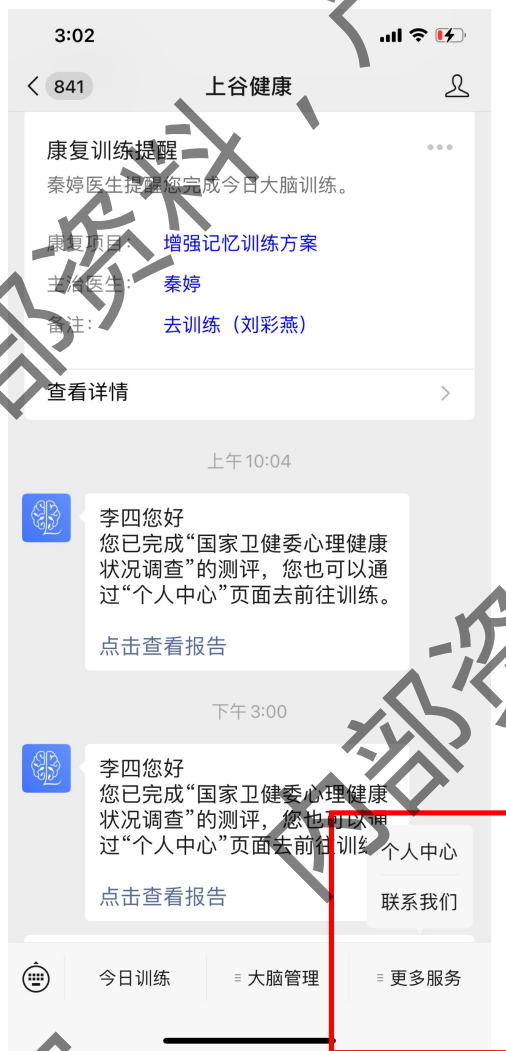 3:02
841
上谷健康
康复训练提醒
秦婷医生提醒您完成今日大脑训练。
康复项目： 增强记忆训练方案
主治医生： 秦婷
备注： 去训练（刘彩燕）
查看详情
上午10:04
李四您好
您已完成“国家卫健委心理健康
状况调查”的测评，您也可以通
过“个人中心”页面去前往训练。
点击查看报告
下午3:00
李四您好
您已完成“国家卫健委心理健康
状况调查”的测评，您也可以通
过“个人中心”页面去前往训练
点击查看报告
个人中心
联系我们
今日训练
大脑管理
更多服务
部资料，
内部资